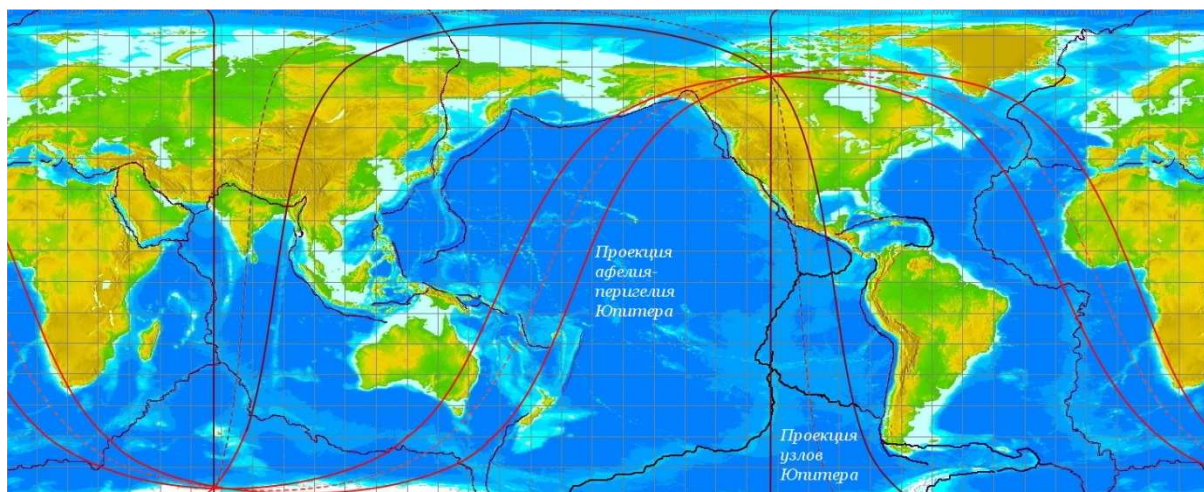 Проекция
афелия-
перигелия
Юпитера
Проекция
узлов
Юпитера